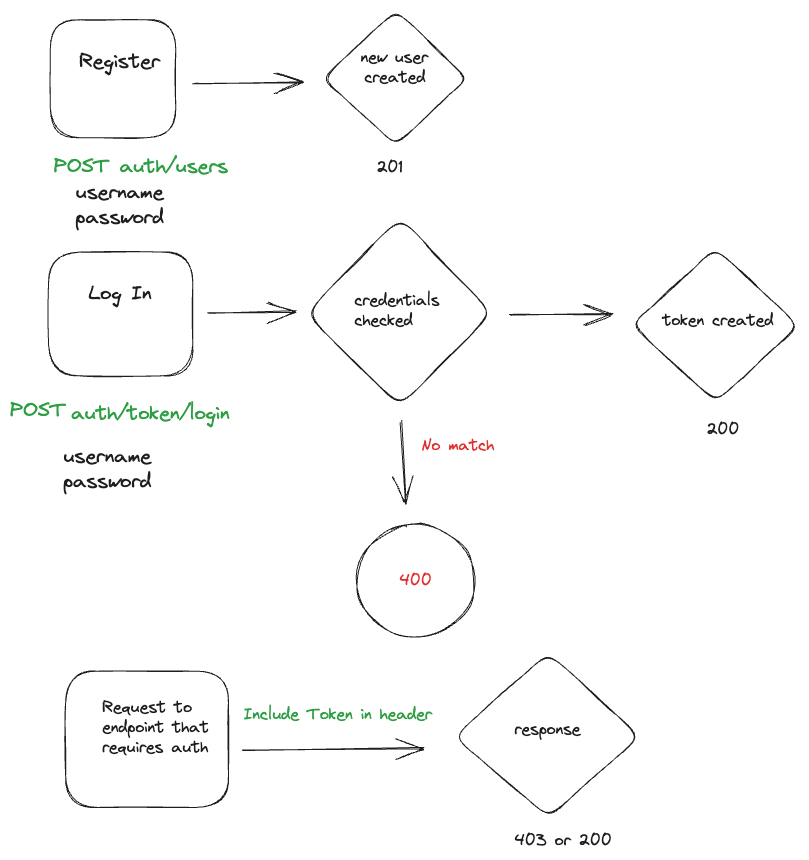 Register
new user
created
POST auth/users
username
password
201
Log In
credentials
checked
token created
POST auth/token/login
username
password
200
No match
400
Request to
endpoint that
requires auth
Include Token in header
response
403 or 200